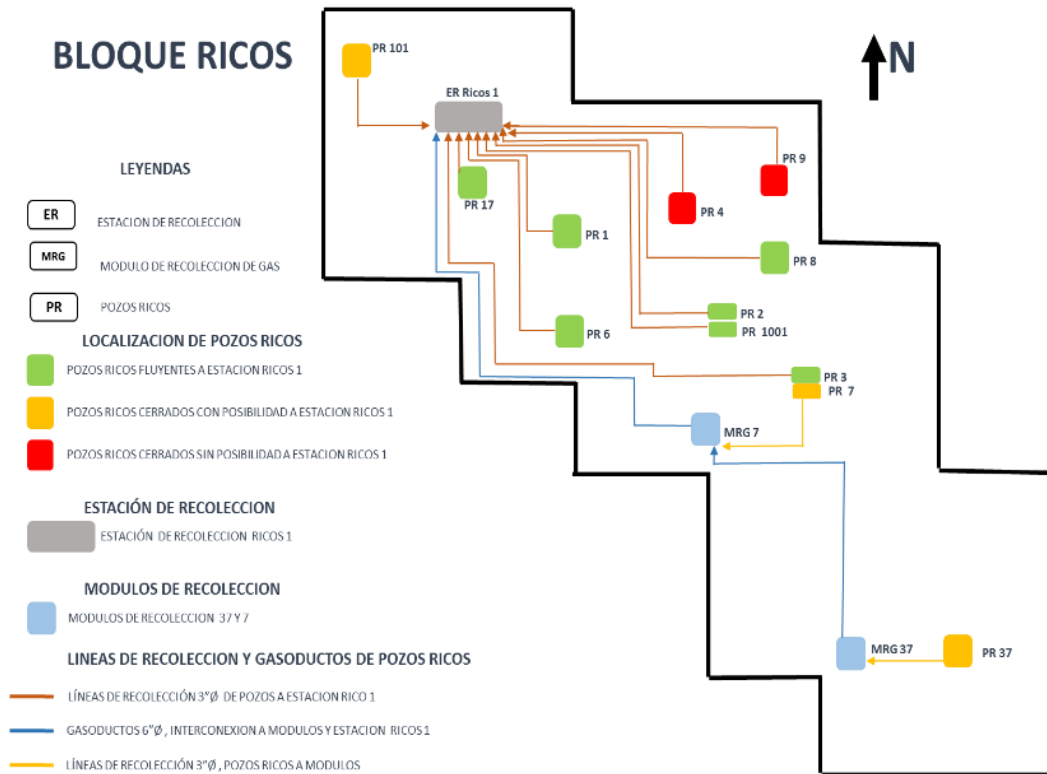 BLOQUE RICOS
N
LEYENDAS
ER
ESTACION DE RECOLECCION
MRG
MODULO DE RECOLECCION DE GAS
PR
POZOS RICOS
LOCALIZACION DE POZOS RICOS
POZOS RICOS FLUYENTES A ESTACION RICOS 1
POZOS RICOS CERRADOS CON POSIBILIDAD A ESTACION RICOS 1
POZOS RICOS CERRADOS SIN POSIBILIDAD A ESTACION RICOS 1
ESTACIÓN DE RECOLECCION
ESTACIÓN DE RECOLECCION RICOS 1
MODULOS DE RECOLECCION
MODULOS DE RECOLECCION 37 Y 7
LINEAS DE RECOLECCION Y GASODUCTOS DE POZOS RICOS
LÍNEAS DE RECOLECCIÓN 3"Ø DE POZOS A ESTACION RICO 1
GASODUCTOS 6"Ø , INTERCONEXION A MODULOS Y ESTACION RICOS 1
LÍNEAS DE RECOLECCIÓN 3"Ø, POZOS RICOS A MODULOS
PR 101
ER Ricos 1
PR 9
PR 17
PR 4
PR 1
PR 8
PR 2
PR 1001
PR 6
PR 3
PR 7
MRG 7
MRG 37
PR 37